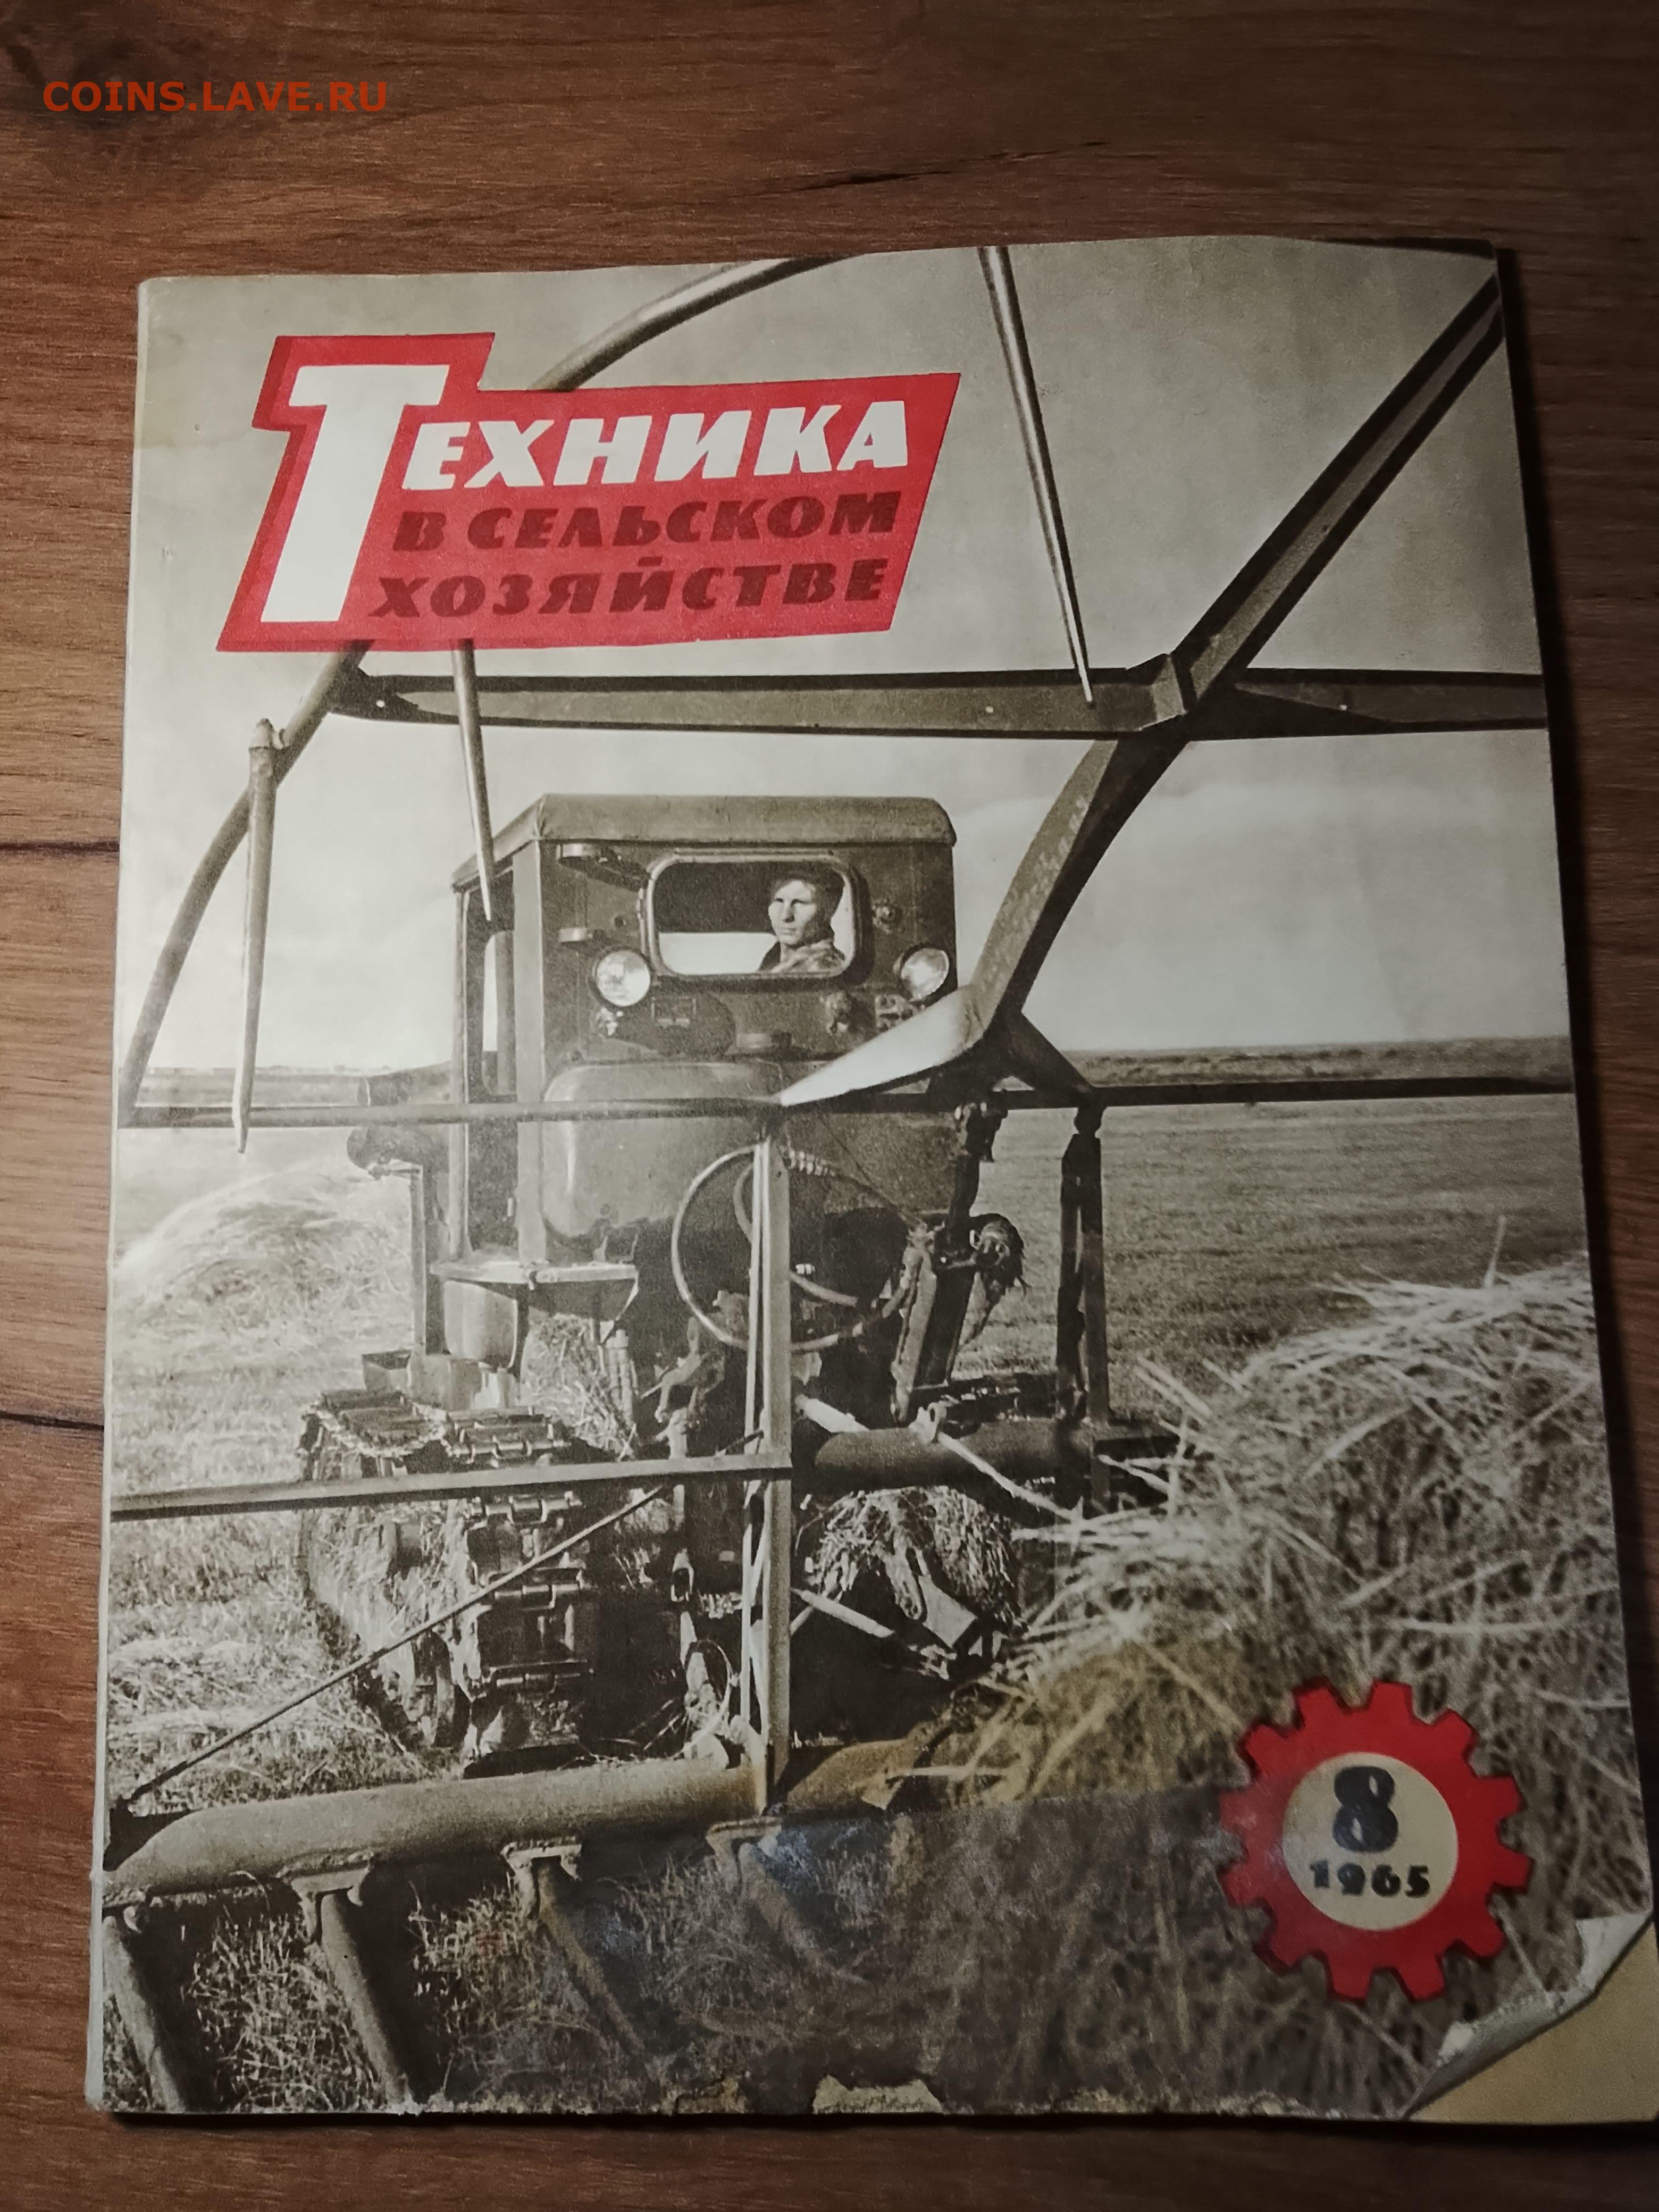 COINS.LAVE.RU
ТЕХНИКА
В СЕЛЬСКОМ
ХОЗЯЙСТВЕ
8
1965